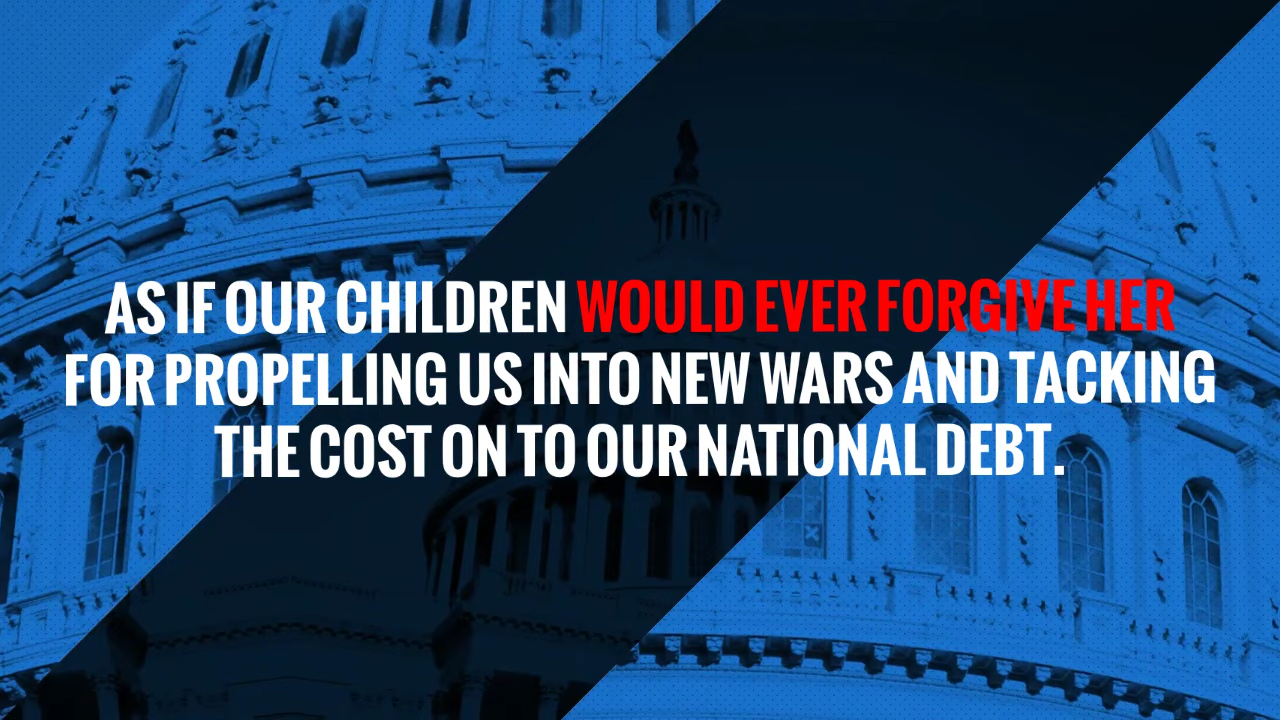 AS IF OUR CHILDREN WOULD EVER FORGIVE HER
FOR PROPELLING US INTO NEW WARS AND TACKING
THE COST ON TO OUR NATIONAL DEBT.